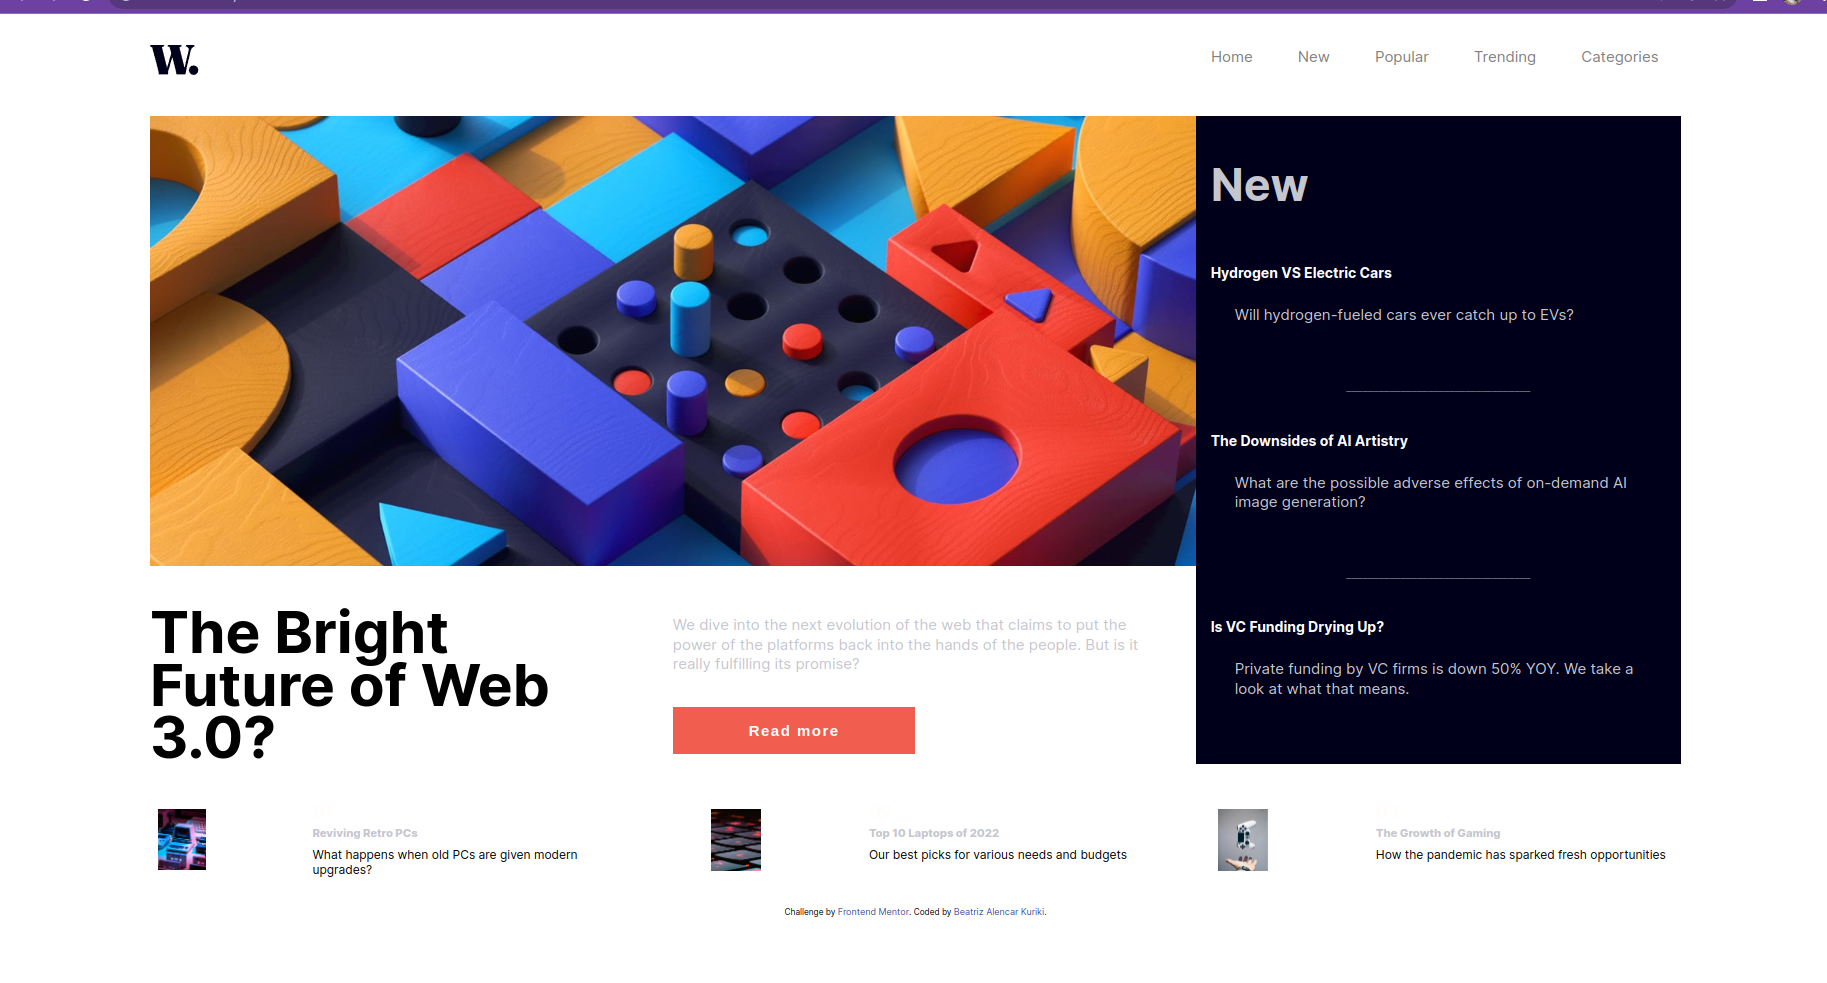 W.
Home New Popular Trending Categories
New
Hydrogen VS Electric Cars
Will hydrogen-fueled cars ever catch up to EVs?
The Downsides of AI Artistry
What are the possible adverse effects of on-demand AI
image generation?
Is VC Funding Drying Up?
Private funding by VC firms is down 50% YOY. We take a
look at what that means.
The Bright
Future of Web
3.0?
We dive into the next evolution of the web that claims to put the
power of the platforms back into the hands of the people. But is it
really fulfilling its promise?
Read more
Reviving Retro PCs
What happens when old PCs are given modern
upgrades?
Top 10 Laptops of 2022
Our best picks for various needs and budgets
The Growth of Gaming
How the pandemic has sparked fresh opportunities
Challenge by Frontend Mentor. Coded by Beatriz Alencar Kuriki.